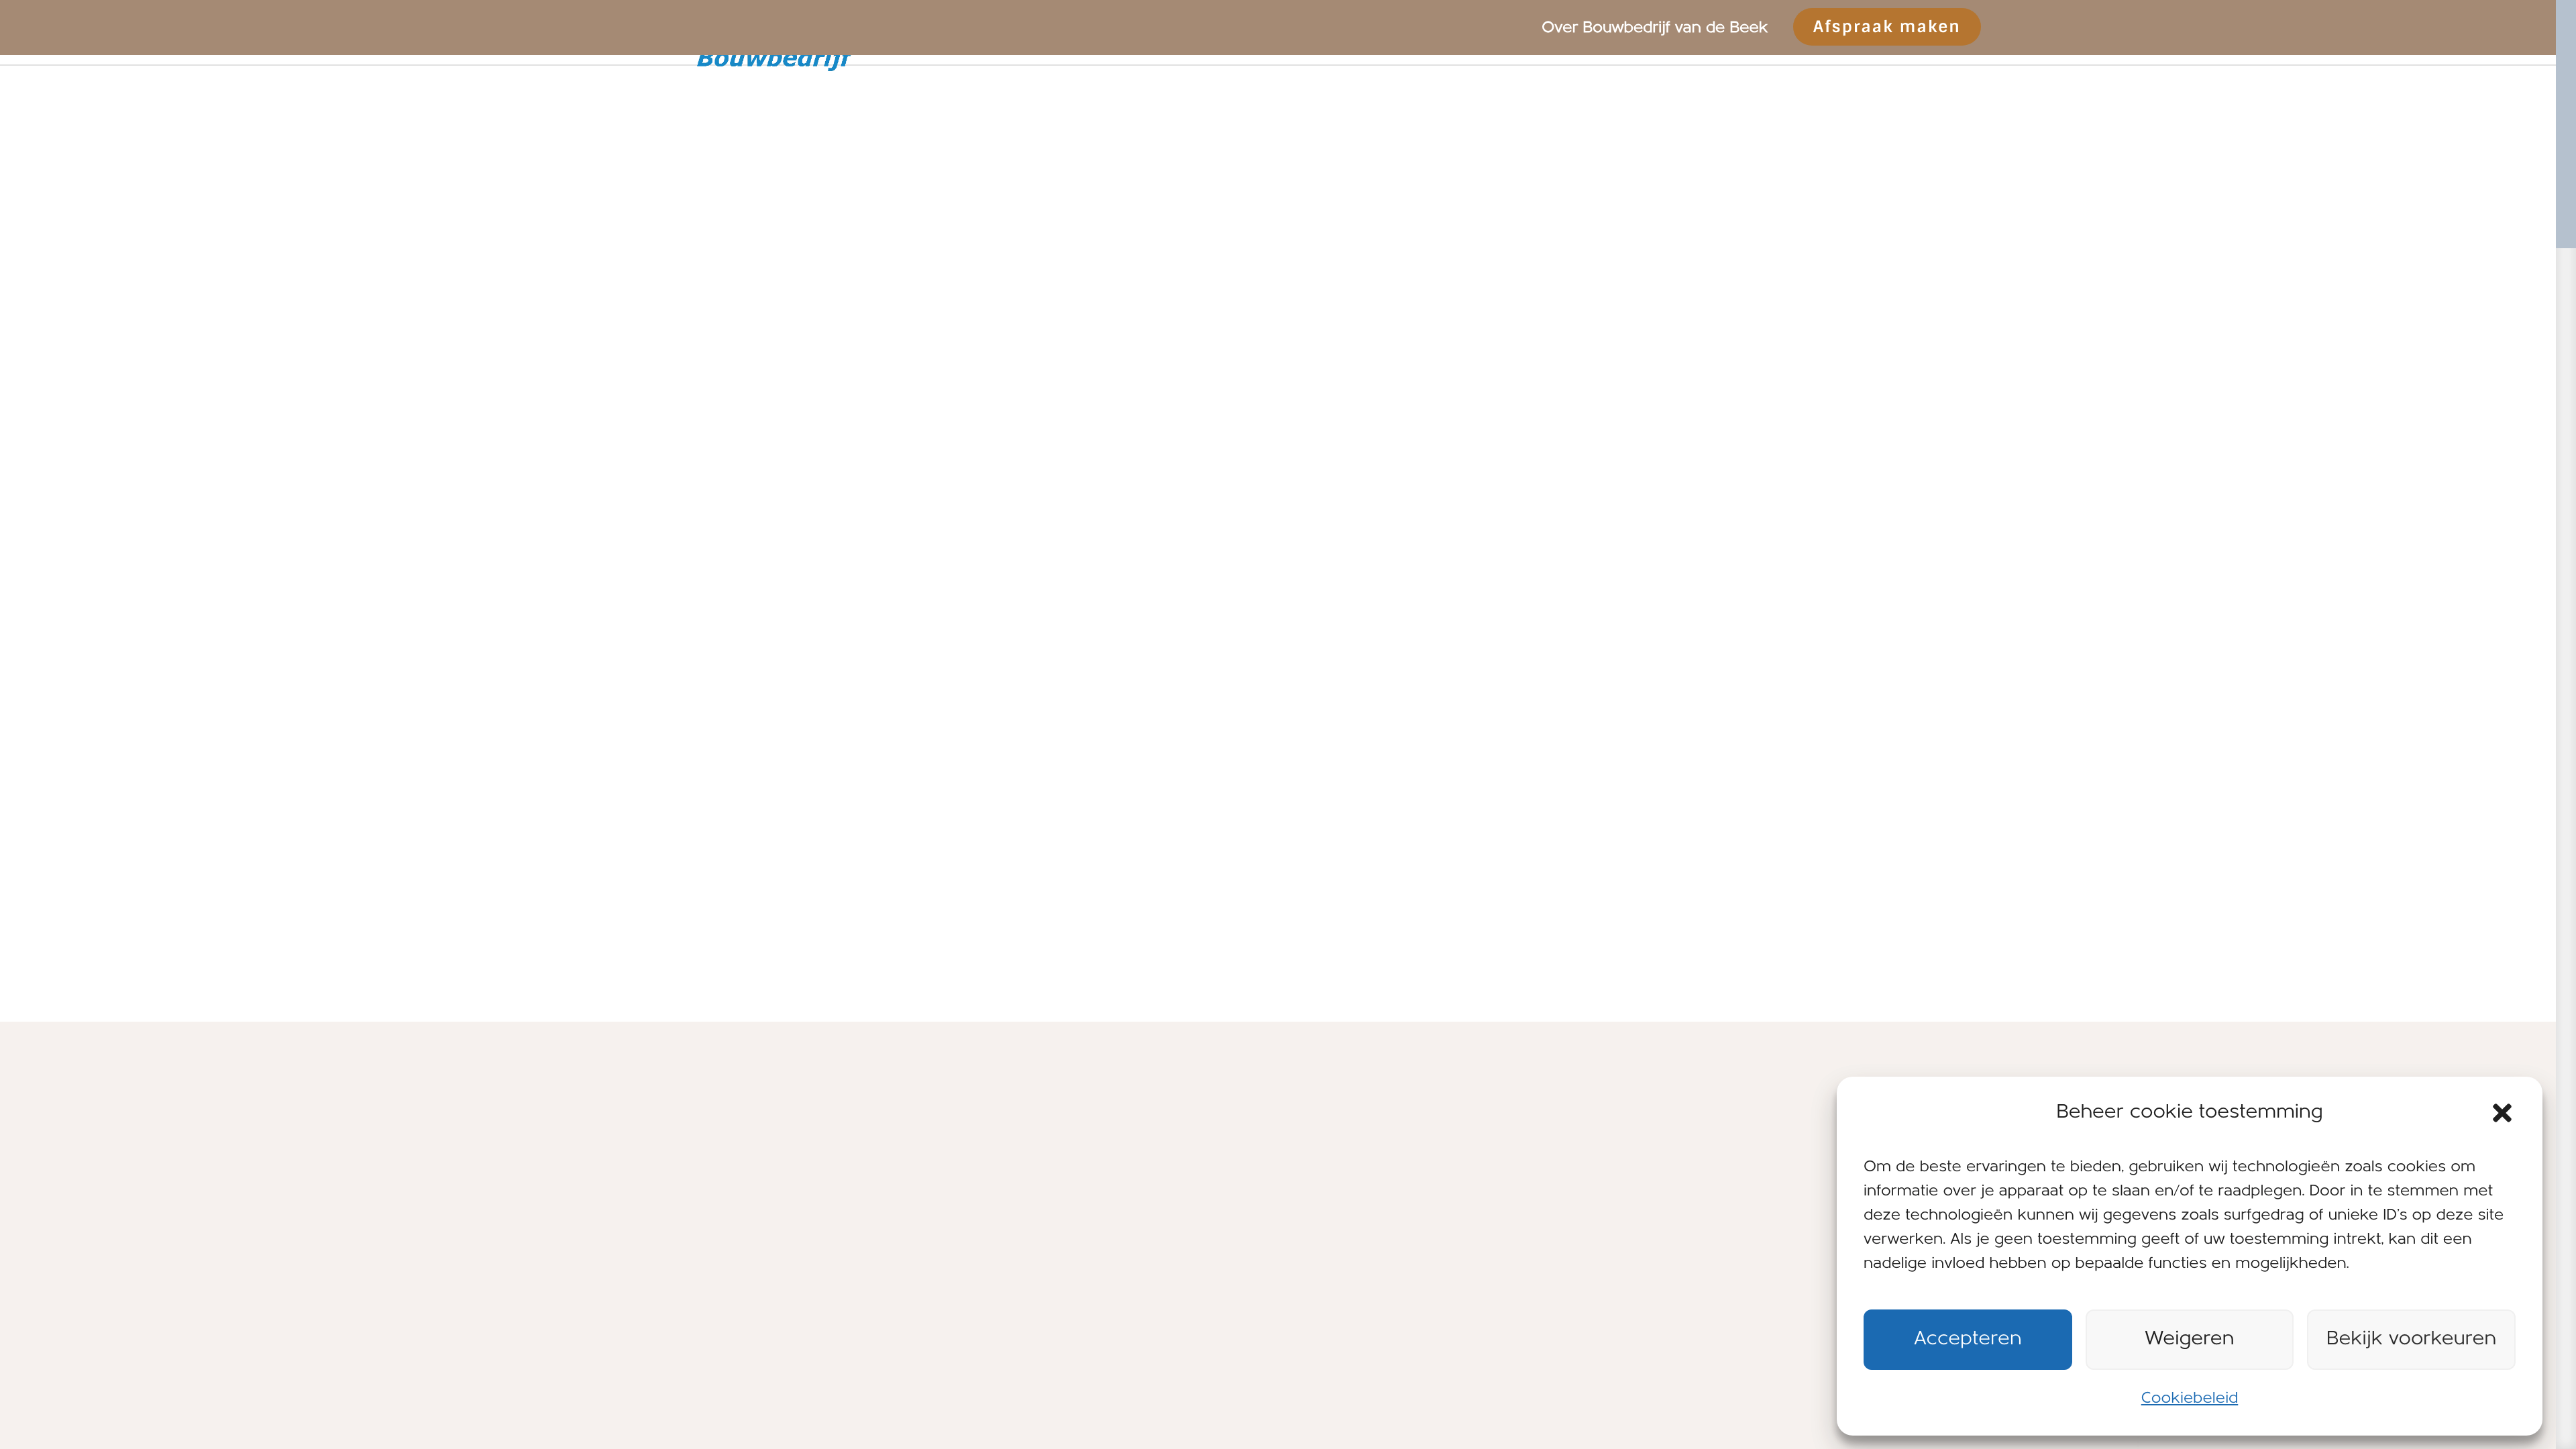 Over Bouwbedrijf van de Beek
Afspraak maken
Bouwbedrijf
Beheer cookie toestemming
Om de beste ervaringen te bieden, gebruiken wij technologieën zoals cookies om
informatie over je apparaat op te slaan en/of te raadplegen. Door in te stemmen met
deze technologieën kunnen wij gegevens zoals surfgedrag of unieke ID's op deze site
verwerken. Als je geen toestemming geeft of uw toestemming intrekt, kan dit een
nadelige invloed hebben op bepaalde functies en mogelijkheden.
Accepteren
Weigeren
Bekijk voorkeuren
Cookiebeleid